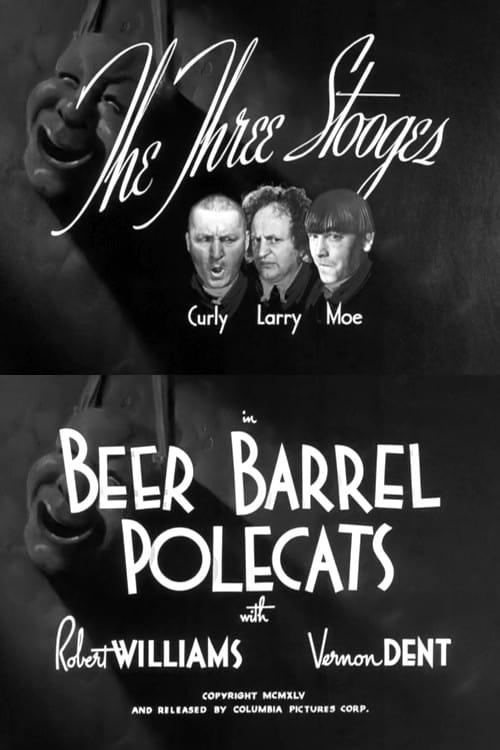 The Three Stooges
Curly Larry Moe
in
BEER BARREL
POLECATS
with
Robert WILLIAMS Vernon DENT
COPYRIGHT MCMXLV
AND RELEASED BY COLUMBIA PICTURES CORP.